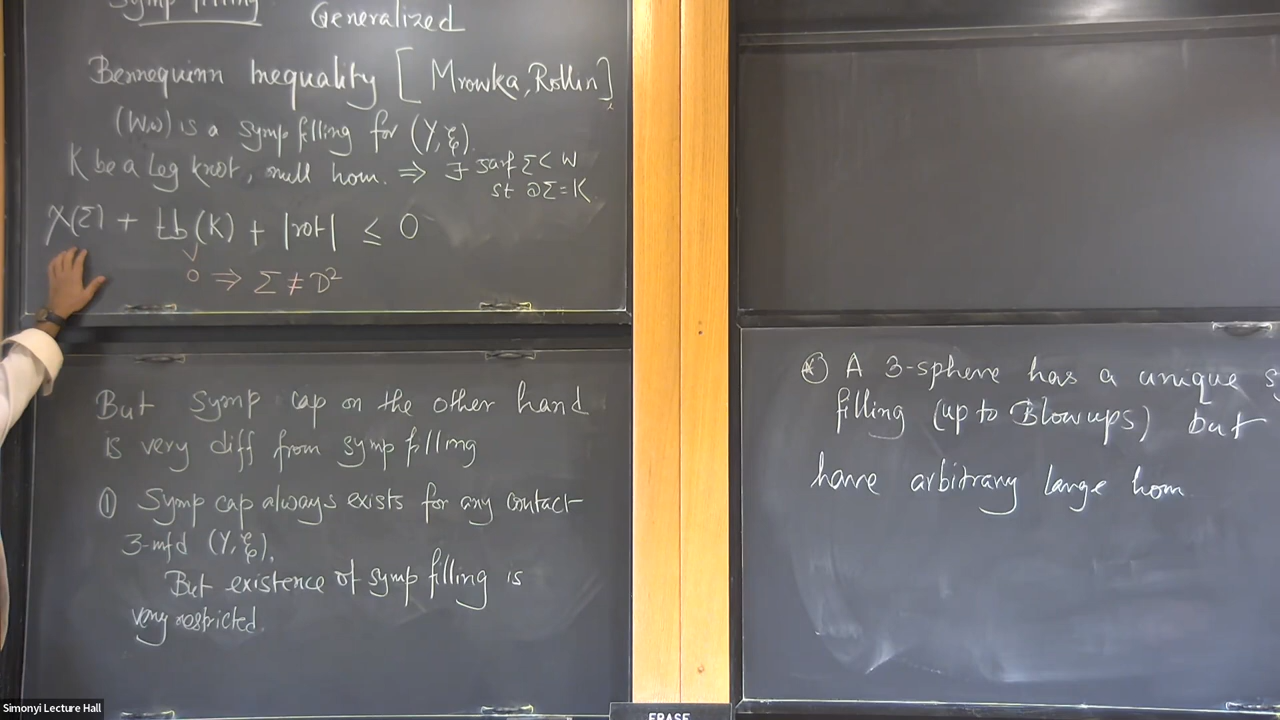 Symp filling Generalized
Bennequinn Inequality [Mrowka, Rollin]
(W,ω) is a symp filling for (Y,ξ).
K be a Leg knot, null hom. ⇒ ∃ surf Σ ⊂ W
st ∂Σ = K.
χ(Σ) + tb(K) + |rot| ≤ 0
∨
0 ⇒ Σ ≠ D²
But symp cap on the other hand
is very diff from symp filling
① Symp cap always exists for any contact
3-mfd (Y,ξ).
But existence of symp filling is
very restricted.
(*) A 3-sphere has a unique s
filling (up to Blowups) but
have arbitrary large hom
Simonyi Lecture Hall
ERASE